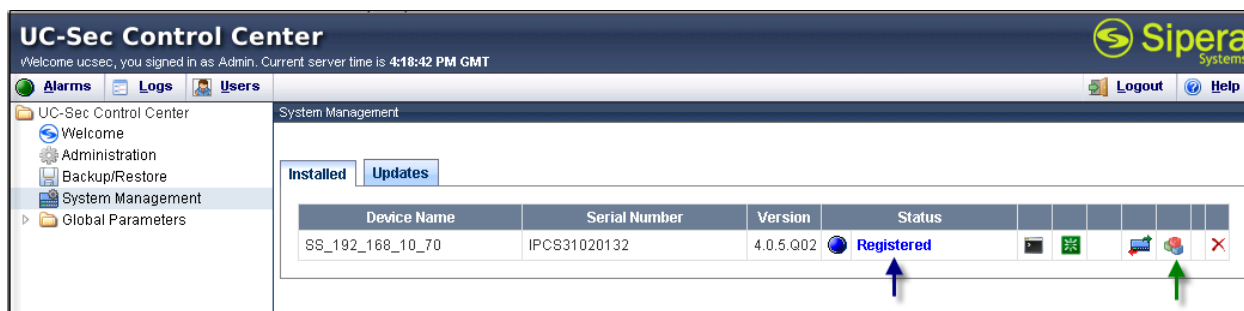 UC-Sec Control Center
Sipera
Systems
Welcome ucsec, you signed in as Admin. Current server time is 4:18:42 PM GMT
Alarms Logs Users Logout Help
UC-Sec Control Center
System Management
Welcome
Administration
Backup/Restore
System Management
Global Parameters
Installed Updates
Device Name Serial Number Version Status
SS_192_168_10_70 IPCS31020132 4.0.5.Q02 Registered